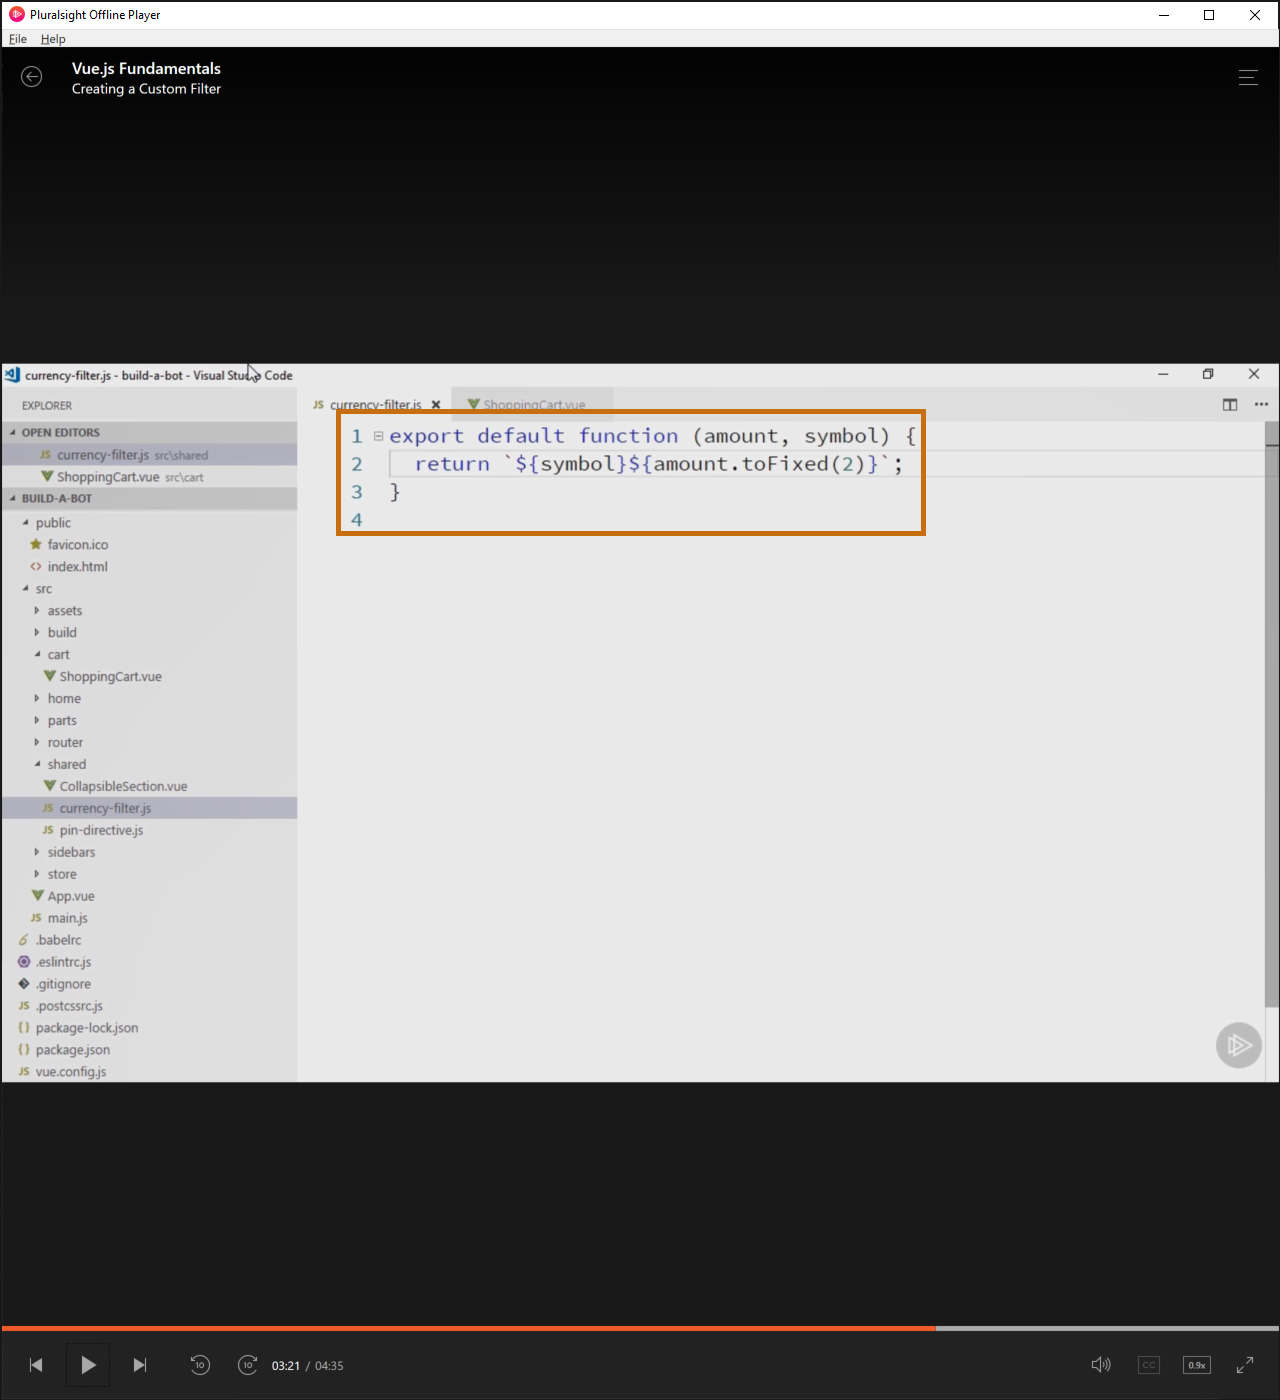 Pluralsight Offline Player
File Help
Vue.js Fundamentals
Creating a Custom Filter
currency-filter.js - build-a-bot - Visual Studio Code
EXPLORER
JS currency-filter.js
ShoppingCart.vue
OPEN EDITORS
JS currency-filter.js src\shared
ShoppingCart.vue src\cart
BUILD-A-BOT
public
favicon.ico
index.html
src
assets
build
cart
ShoppingCart.vue
home
parts
router
shared
CollapsibleSection.vue
JS currency-filter.js
JS pin-directive.js
sidebars
store
App.vue
JS main.js
.babelrc
.eslintrc.js
.gitignore
JS .postcssrc.js
{} package-lock.json
{} package.json
JS vue.config.js
1 export default function (amount, symbol) {
2 return `${symbol}${amount.toFixed(2)}`;
3 }
4
10
10
03:21 / 04:35
CC
0.9x